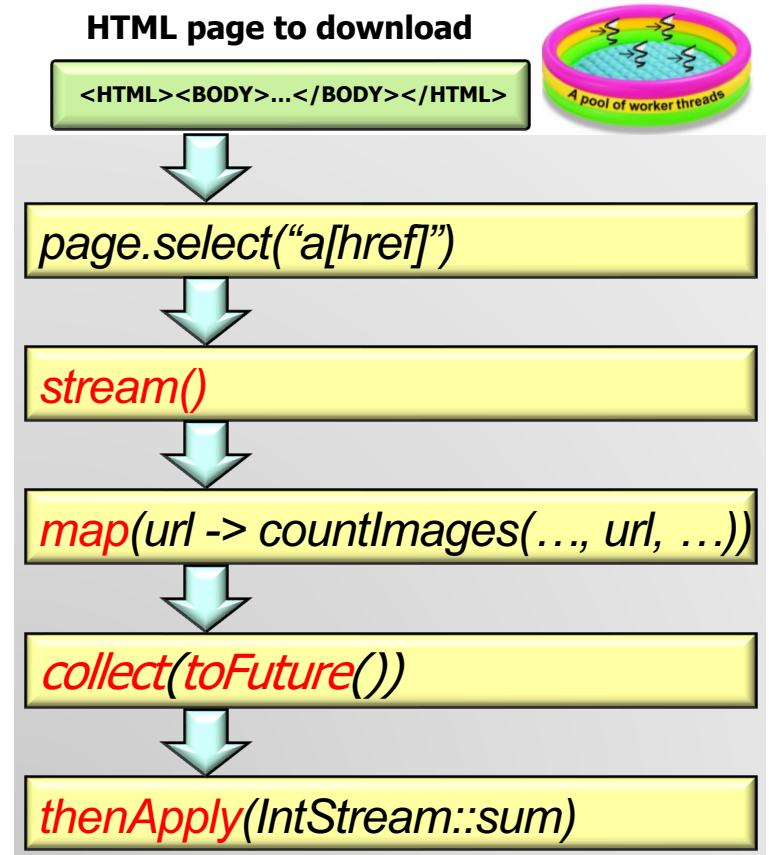 HTML page to download
<HTML><BODY>…</BODY></HTML>
A pool of worker threads
page.select(“a[href]”)
stream()
map(url -> countImages(…, url, …))
collect(toFuture())
thenApply(IntStream::sum)